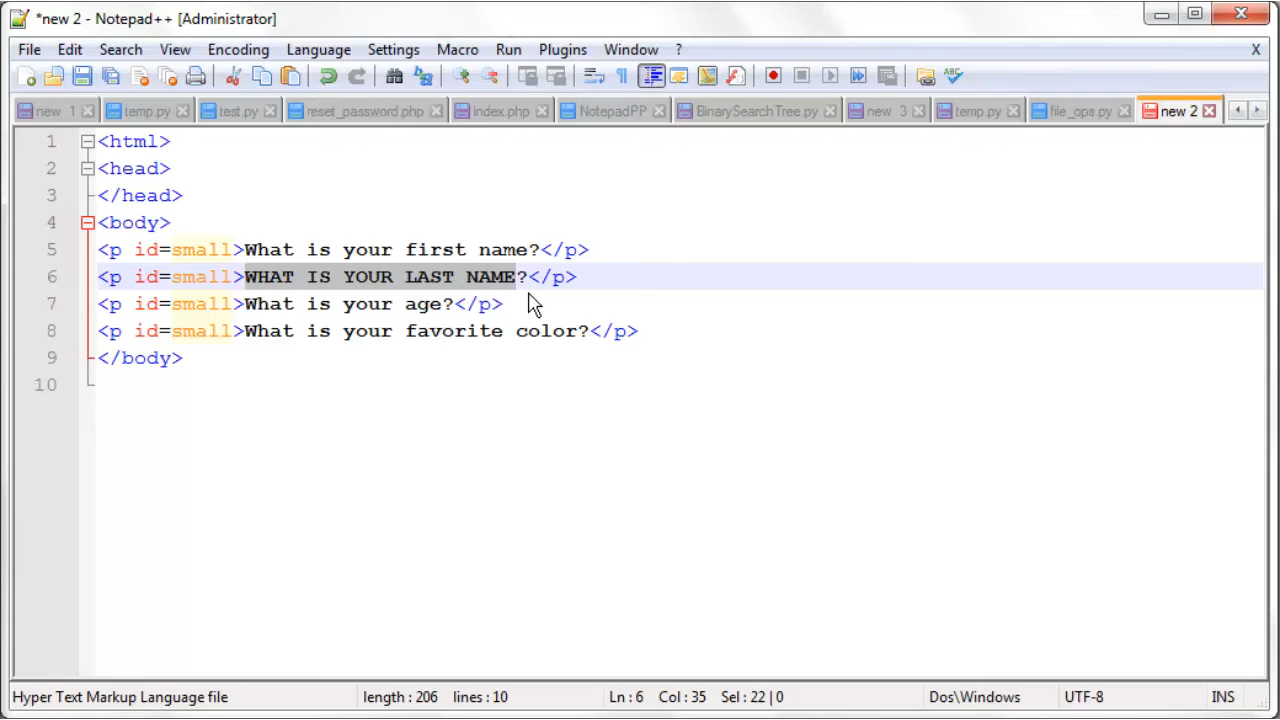 *new 2 - Notepad++ [Administrator]
File Edit Search View Encoding Language Settings Macro Run Plugins Window ? X
ABC
new 1 temp.py test.py reset_password.php index.php NotepadPP BinarySearchTree.py new 3 temp.py file_ops.py new 2
1 <html>
2 <head>
3 </head>
4 <body>
5 <p id=small>What is your first name?</p>
6 <p id=small>WHAT IS YOUR LAST NAME?</p>
7 <p id=small>What is your age?</p>
8 <p id=small>What is your favorite color?</p>
9 </body>
10
Hyper Text Markup Language file length : 206 lines : 10 Ln : 6 Col : 35 Sel : 22 | 0 Dos\Windows UTF-8 INS